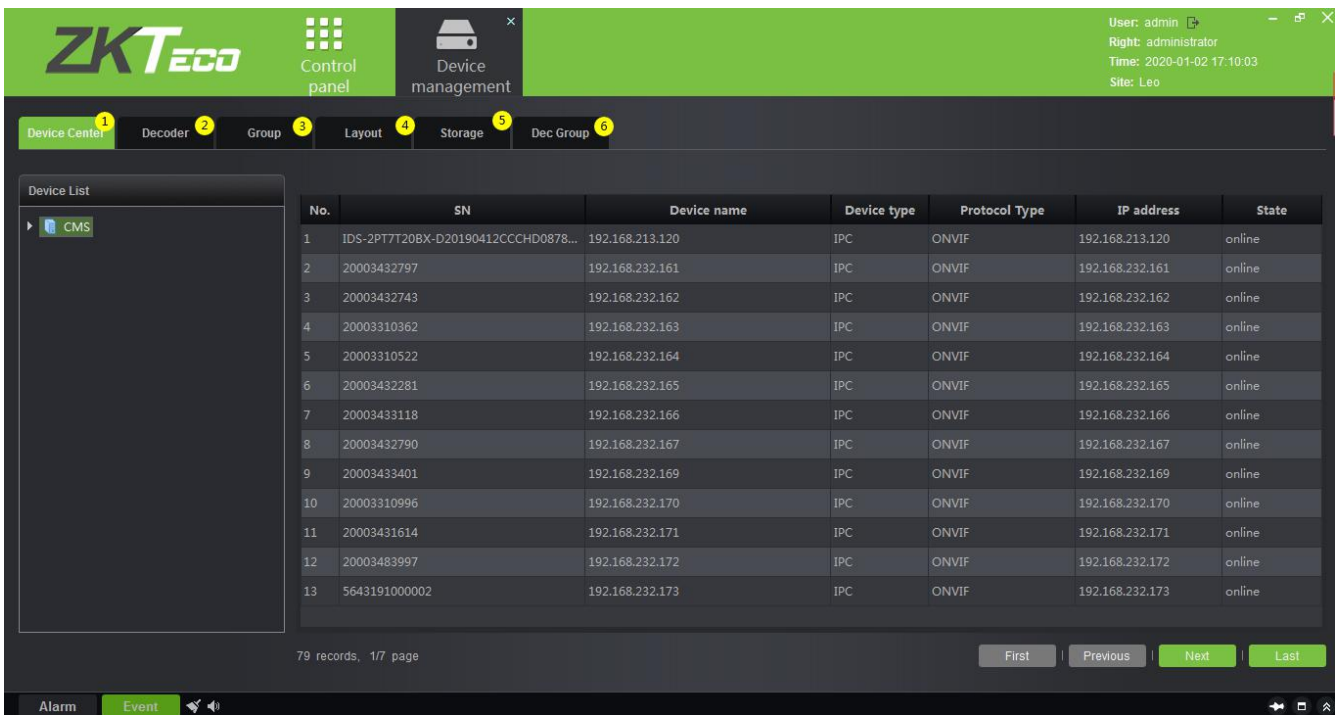 ZKTECO
Control panel
Device management
User: admin
Right: administrator
Time: 2020-01-02 17:10:03
Site: Leo
Device Center 1 Decoder 2 Group 3 Layout 4 Storage 5 Dec Group 6
Device List
CMS
No. SN Device name Device type Protocol Type IP address State
1 IDS-2PT7T20BX-D20190412CCCHD0878... 192.168.213.120 IPC ONVIF 192.168.213.120 online
2 20003432797 192.168.232.161 IPC ONVIF 192.168.232.161 online
3 20003432743 192.168.232.162 IPC ONVIF 192.168.232.162 online
4 20003310362 192.168.232.163 IPC ONVIF 192.168.232.163 online
5 20003310522 192.168.232.164 IPC ONVIF 192.168.232.164 online
6 20003432281 192.168.232.165 IPC ONVIF 192.168.232.165 online
7 20003433118 192.168.232.166 IPC ONVIF 192.168.232.166 online
8 20003432790 192.168.232.167 IPC ONVIF 192.168.232.167 online
9 20003433401 192.168.232.169 IPC ONVIF 192.168.232.169 online
10 20003310996 192.168.232.170 IPC ONVIF 192.168.232.170 online
11 20003431614 192.168.232.171 IPC ONVIF 192.168.232.171 online
12 20003483997 192.168.232.172 IPC ONVIF 192.168.232.172 online
13 5643191000002 192.168.232.173 IPC ONVIF 192.168.232.173 online
79 records, 1/7 page
First Previous Next Last
Alarm Event